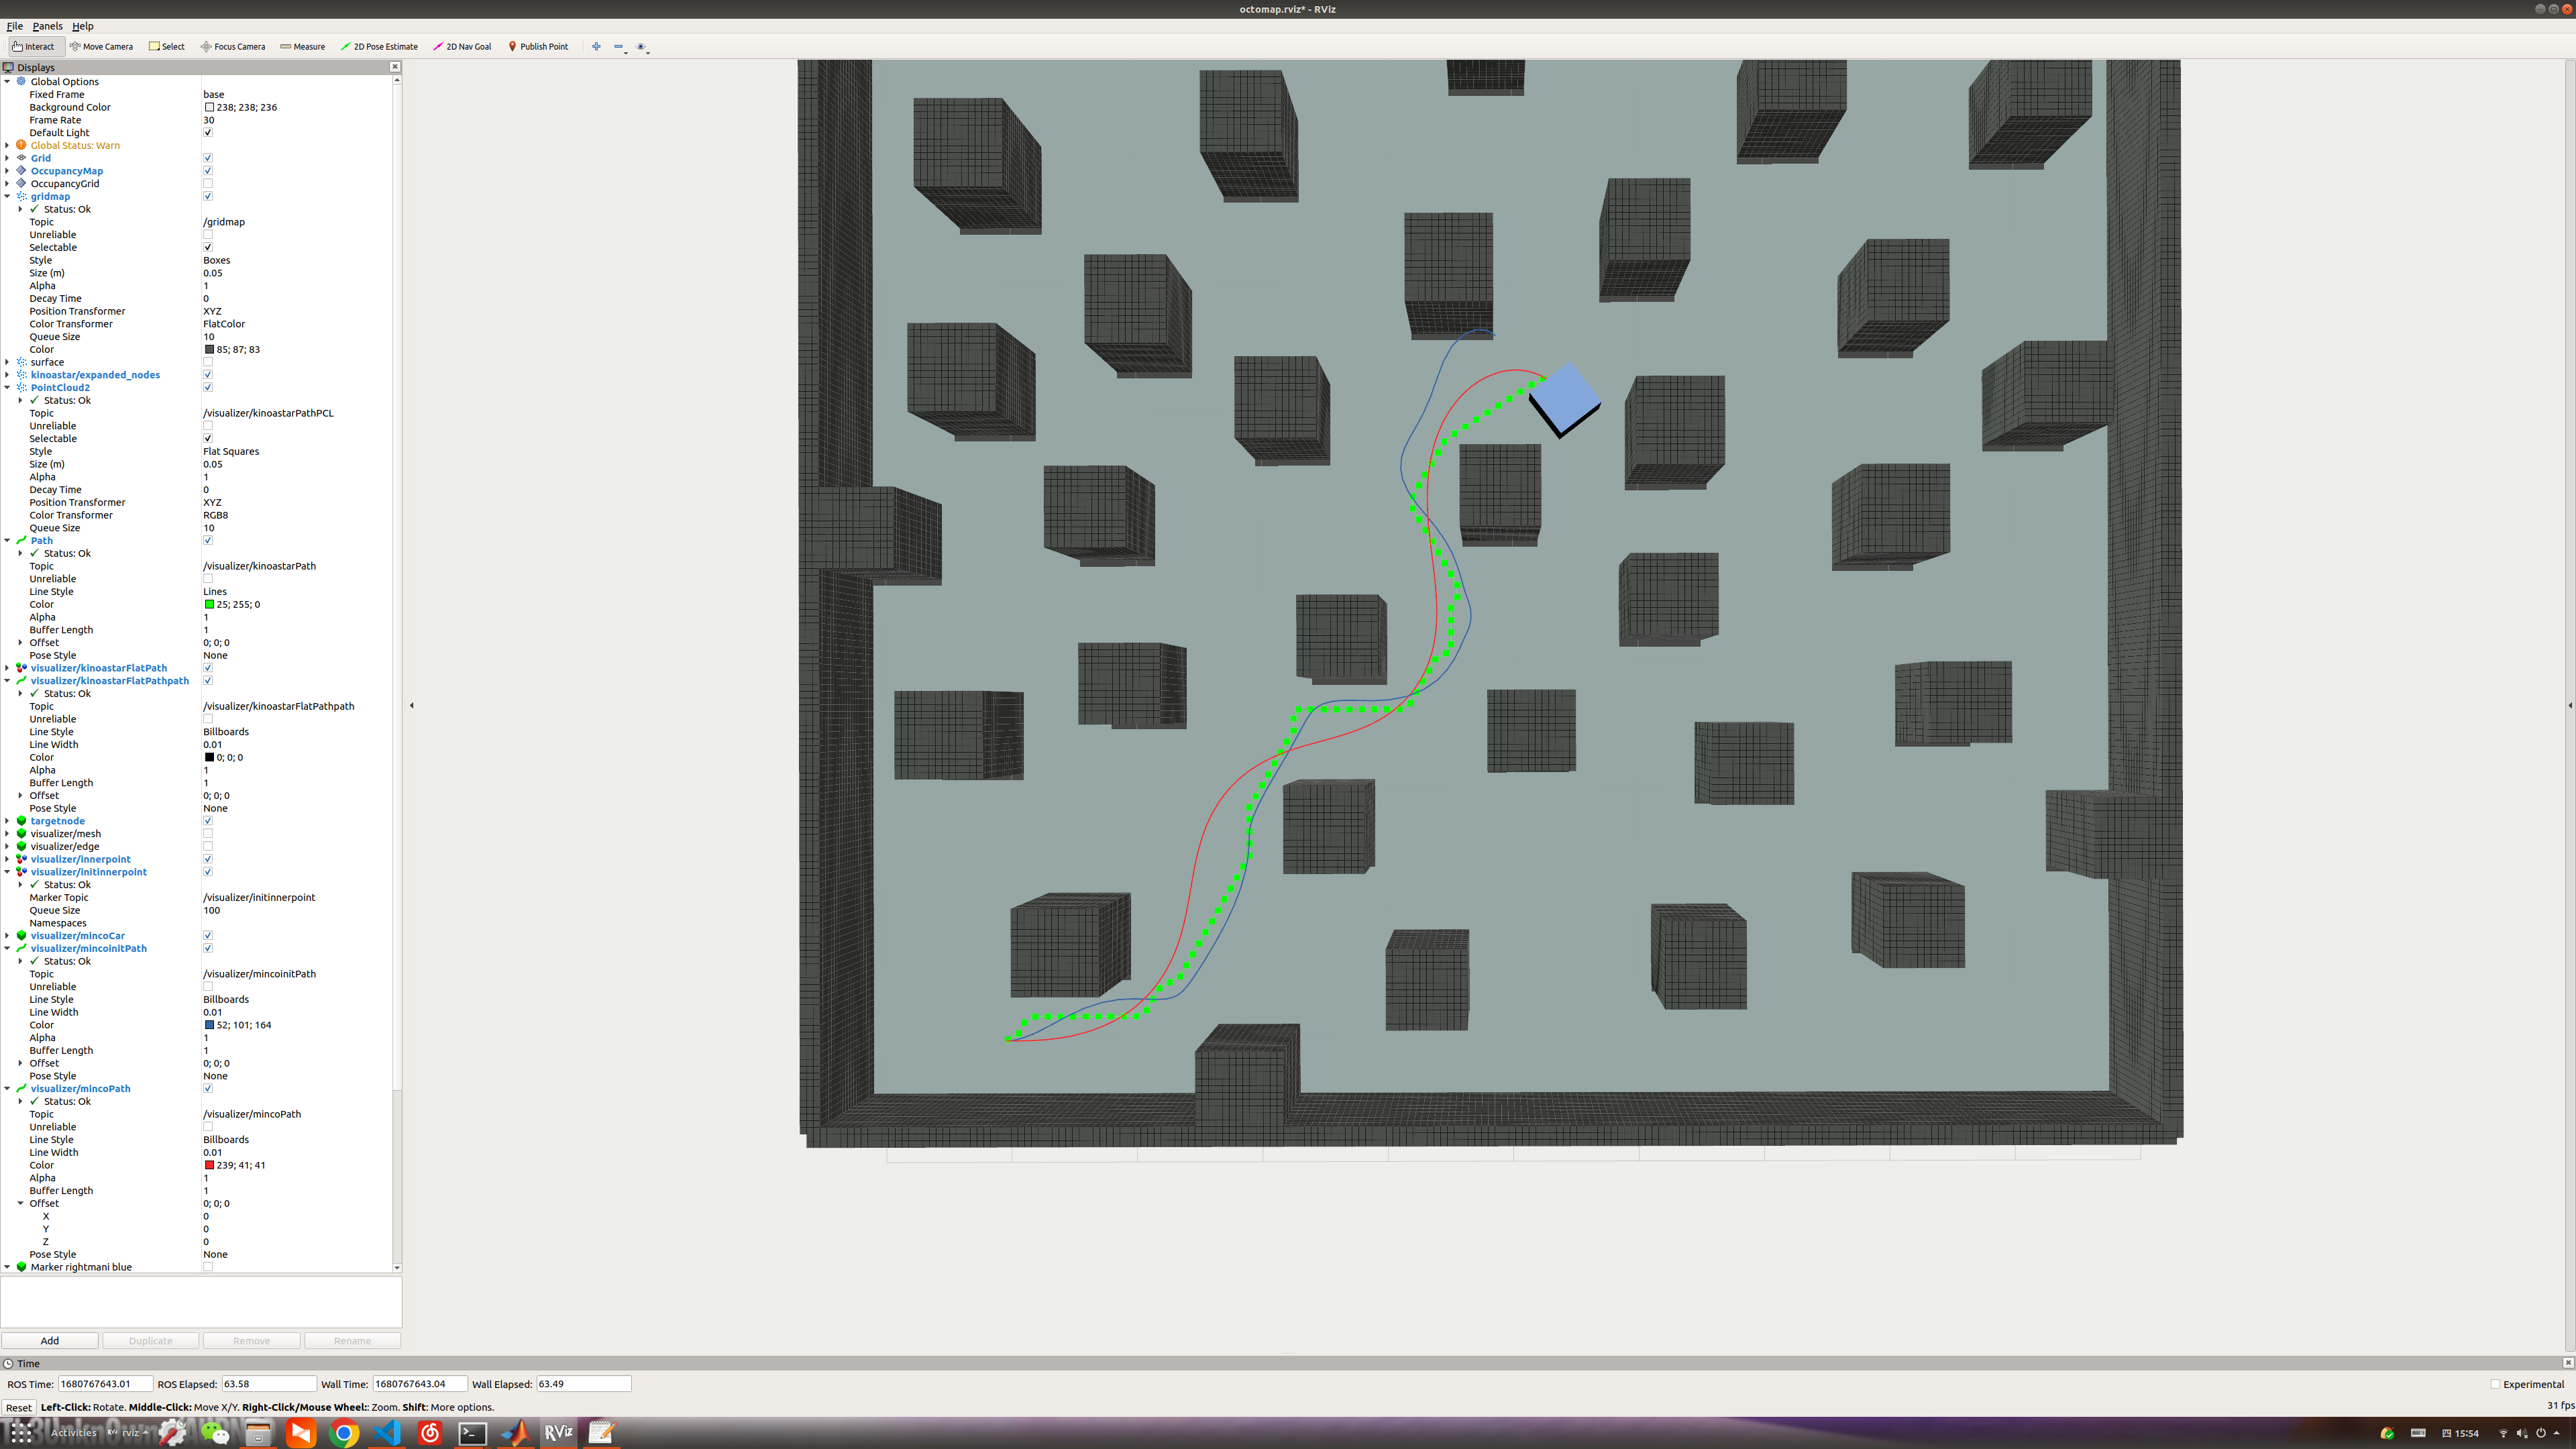 octomap.rviz* - RViz
File Panels Help
Interact Move Camera Select Focus Camera Measure 2D Pose Estimate 2D Nav Goal Publish Point
Displays
Global Options
Fixed Frame base
Background Color 238; 238; 236
Frame Rate 30
Default Light
Global Status: Warn
Grid
OccupancyMap
OccupancyGrid
gridmap
Status: Ok
Topic /gridmap
Unreliable
Selectable
Style Boxes
Size (m) 0.05
Alpha 1
Decay Time 0
Position Transformer XYZ
Color Transformer FlatColor
Queue Size 10
Color 85; 87; 83
surface
kinoastar/expanded_nodes
PointCloud2
Status: Ok
Topic /visualizer/kinoastarPathPCL
Unreliable
Selectable
Style Flat Squares
Size (m) 0.05
Alpha 1
Decay Time 0
Position Transformer XYZ
Color Transformer RGB8
Queue Size 10
Path
Status: Ok
Topic /visualizer/kinoastarPath
Unreliable
Line Style Lines
Color 25; 255; 0
Alpha 1
Buffer Length 1
Offset 0; 0; 0
Pose Style None
visualizer/kinoastarFlatPath
visualizer/kinoastarFlatPathpath
Status: Ok
Topic /visualizer/kinoastarFlatPathpath
Unreliable
Line Style Billboards
Line Width 0.01
Color 0; 0; 0
Alpha 1
Buffer Length 1
Offset 0; 0; 0
Pose Style None
targetnode
visualizer/mesh
visualizer/edge
visualizer/innerpoint
visualizer/initinnerpoint
Status: Ok
Marker Topic /visualizer/initinnerpoint
Queue Size 100
Namespaces
visualizer/mincoCar
visualizer/mincoinitPath
Status: Ok
Topic /visualizer/mincoinitPath
Unreliable
Line Style Billboards
Line Width 0.01
Color 52; 101; 164
Alpha 1
Buffer Length 1
Offset 0; 0; 0
Pose Style None
visualizer/mincoPath
Status: Ok
Topic /visualizer/mincoPath
Unreliable
Line Style Billboards
Line Width 0.01
Color 239; 41; 41
Alpha 1
Buffer Length 1
Offset 0; 0; 0
X 0
Y 0
Z 0
Pose Style None
Marker rightmani blue
Add Duplicate Remove Rename
Time
ROS Time: 1680767643.01 ROS Elapsed: 63.58 Wall Time: 1680767643.04 Wall Elapsed: 63.49 Experimental
Reset Left-Click: Rotate. Middle-Click: Move X/Y. Right-Click/Mouse Wheel:: Zoom. Shift: More options. 31 fps
Activities rviz RViz 四 15:54